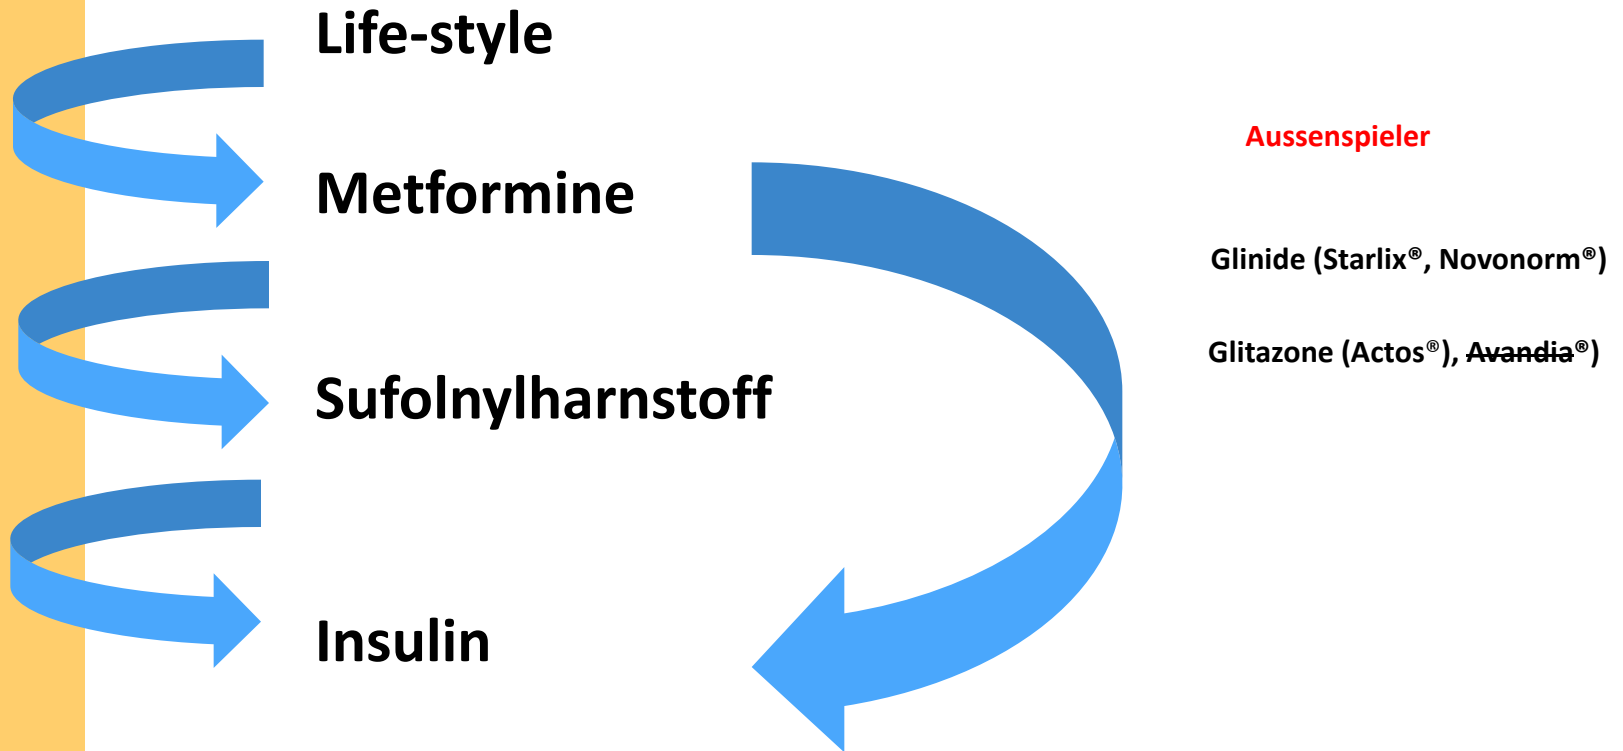 Life-style
Metformine
Sufolnylharnstoff
Insulin
Aussenspieler
Glinide (Starlix®, Novonorm®)
Glitazone (Actos®), Avandia®)